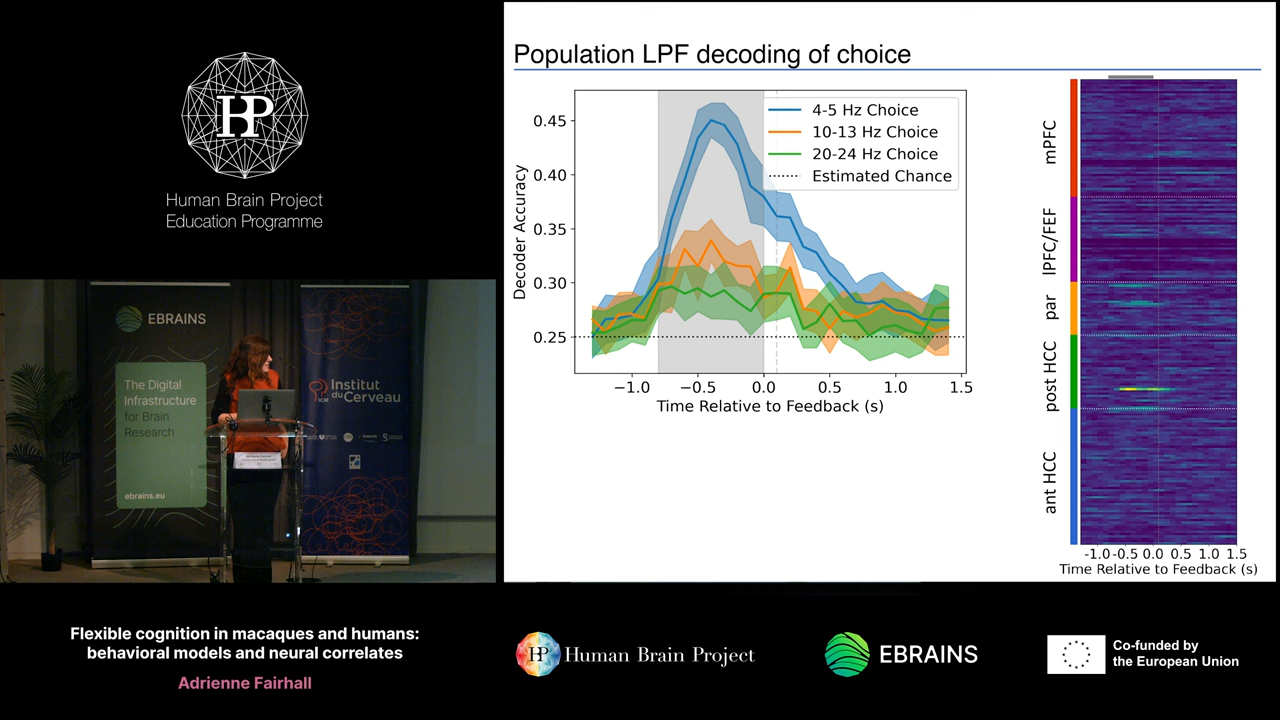 HBP
Human Brain Project
Education Programme
EBRAINS
The Digital
Infrastructure
for Brain
Research
ebrains.eu
Institut
du Cerveau
ICM
Population LPF decoding of choice
4-5 Hz Choice
10-13 Hz Choice
20-24 Hz Choice
Estimated Chance
Decoder Accuracy
0.45
0.40
0.35
0.30
0.25
−1.0 −0.5 0.0 0.5 1.0 1.5
Time Relative to Feedback (s)
mPFC
lPFC/FEF
par
post HCC
ant HCC
-1.0 -0.5 0.0 0.5 1.0 1.5
Time Relative to Feedback (s)
Flexible cognition in macaques and humans:
behavioral models and neural correlates
Adrienne Fairhall
HBP Human Brain Project
EBRAINS
Co-funded by
the European Union